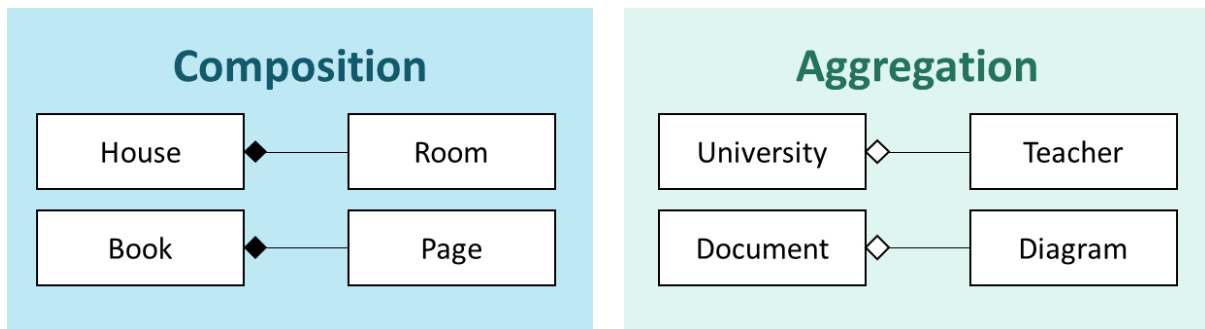 Composition
House
Room
Book
Page
Aggregation
University
Teacher
Document
Diagram